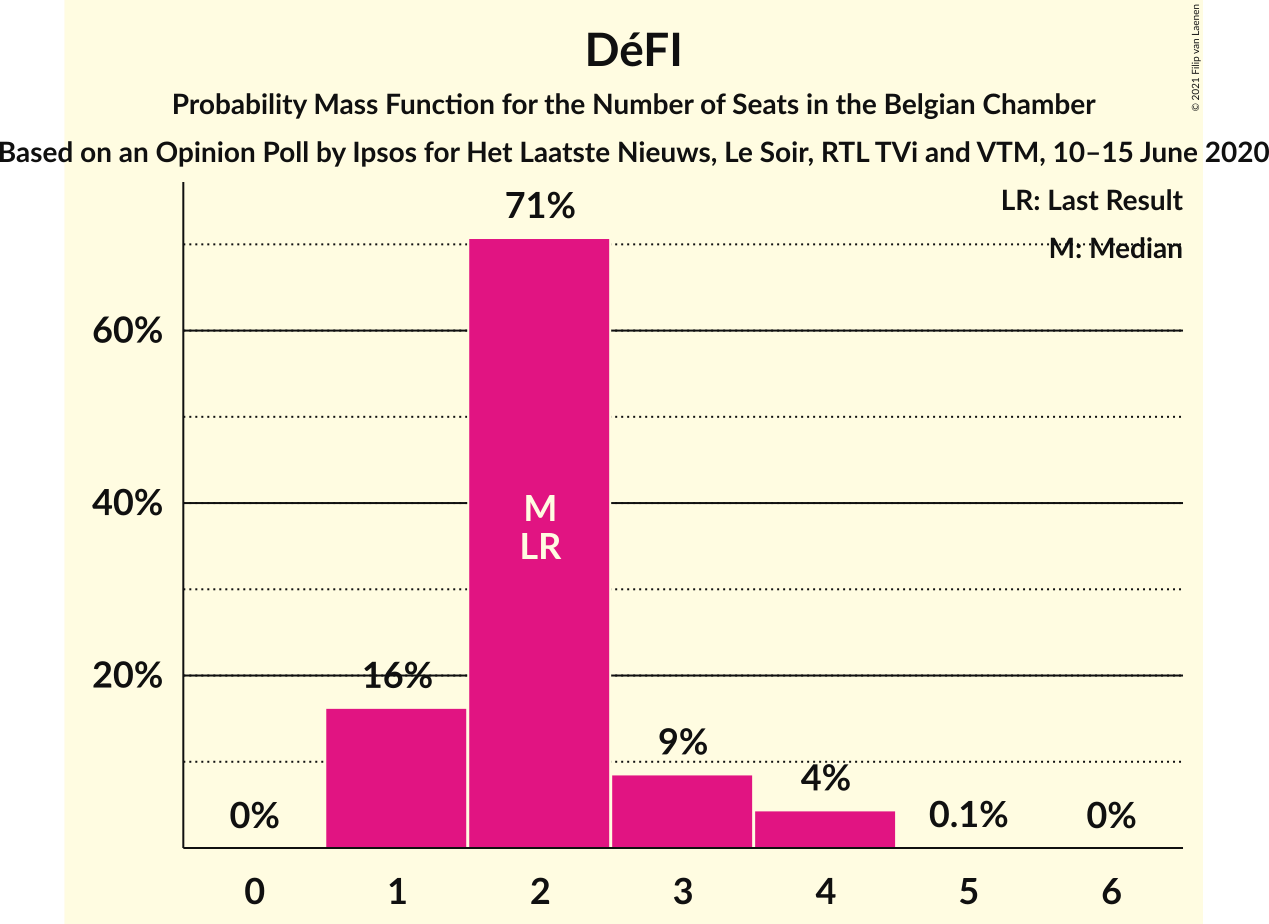 DéFI
Probability Mass Function for the Number of Seats in the Belgian Chamber
Based on an Opinion Poll by Ipsos for Het Laatste Nieuws, Le Soir, RTL TVi and VTM, 10–15 June 2020
© 2021 Filip van Laenen
LR: Last Result
M: Median
71%
60%
40%
20%
M
LR
16%
9%
4%
0%
0.1%
0%
0 1 2 3 4 5 6